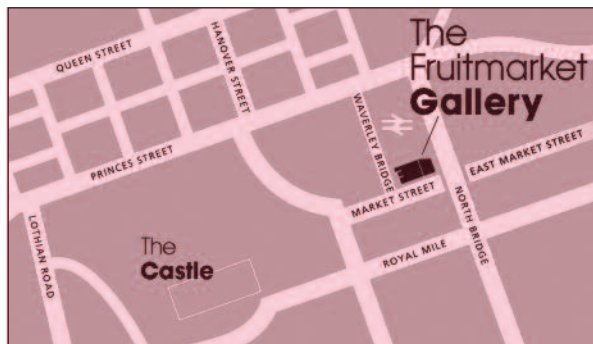 The
Fruitmarket
Gallery
QUEEN STREET
HANOVER STREET
PRINCES STREET
WAVERLEY BRIDGE
EAST MARKET STREET
MARKET STREET
NORTH BRIDGE
ROYAL MILE
LOTHIAN ROAD
The
Castle